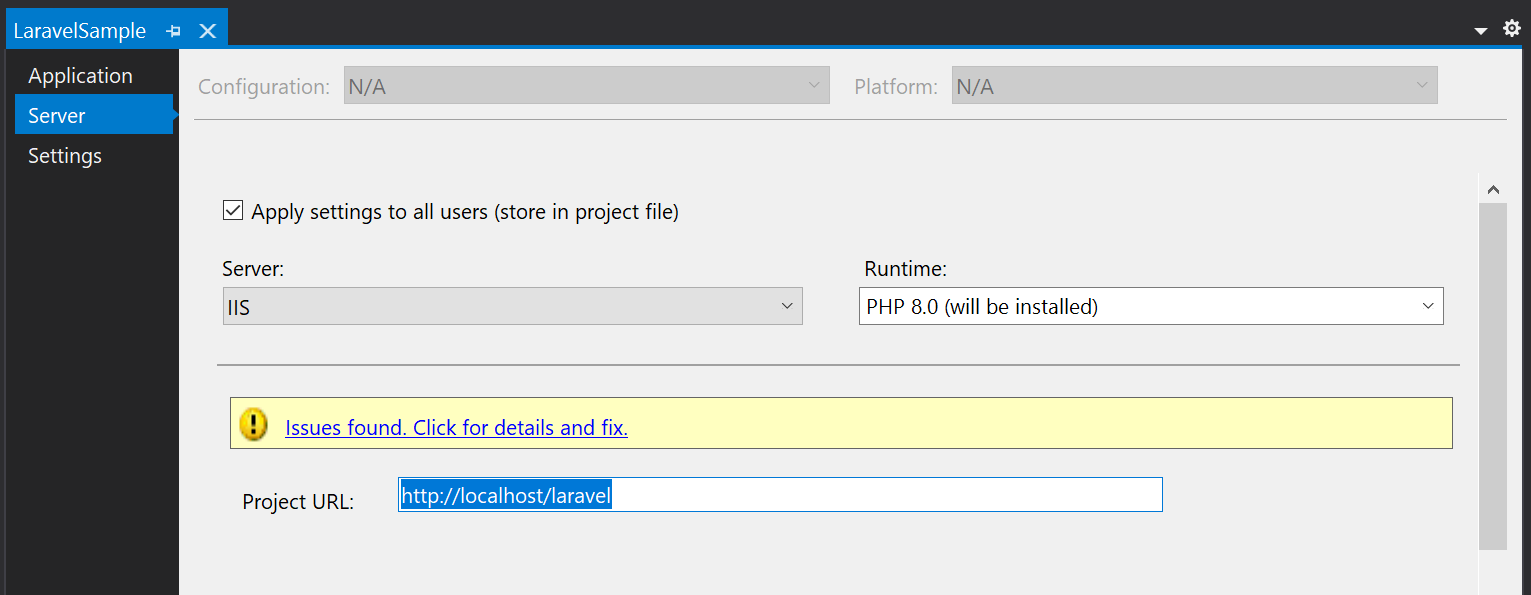 LaravelSample
Application
Server
Settings
Configuration: N/A Platform: N/A
Apply settings to all users (store in project file)
Server: Runtime:
IIS PHP 8.0 (will be installed)
Issues found. Click for details and fix.
Project URL: http://localhost/laravel